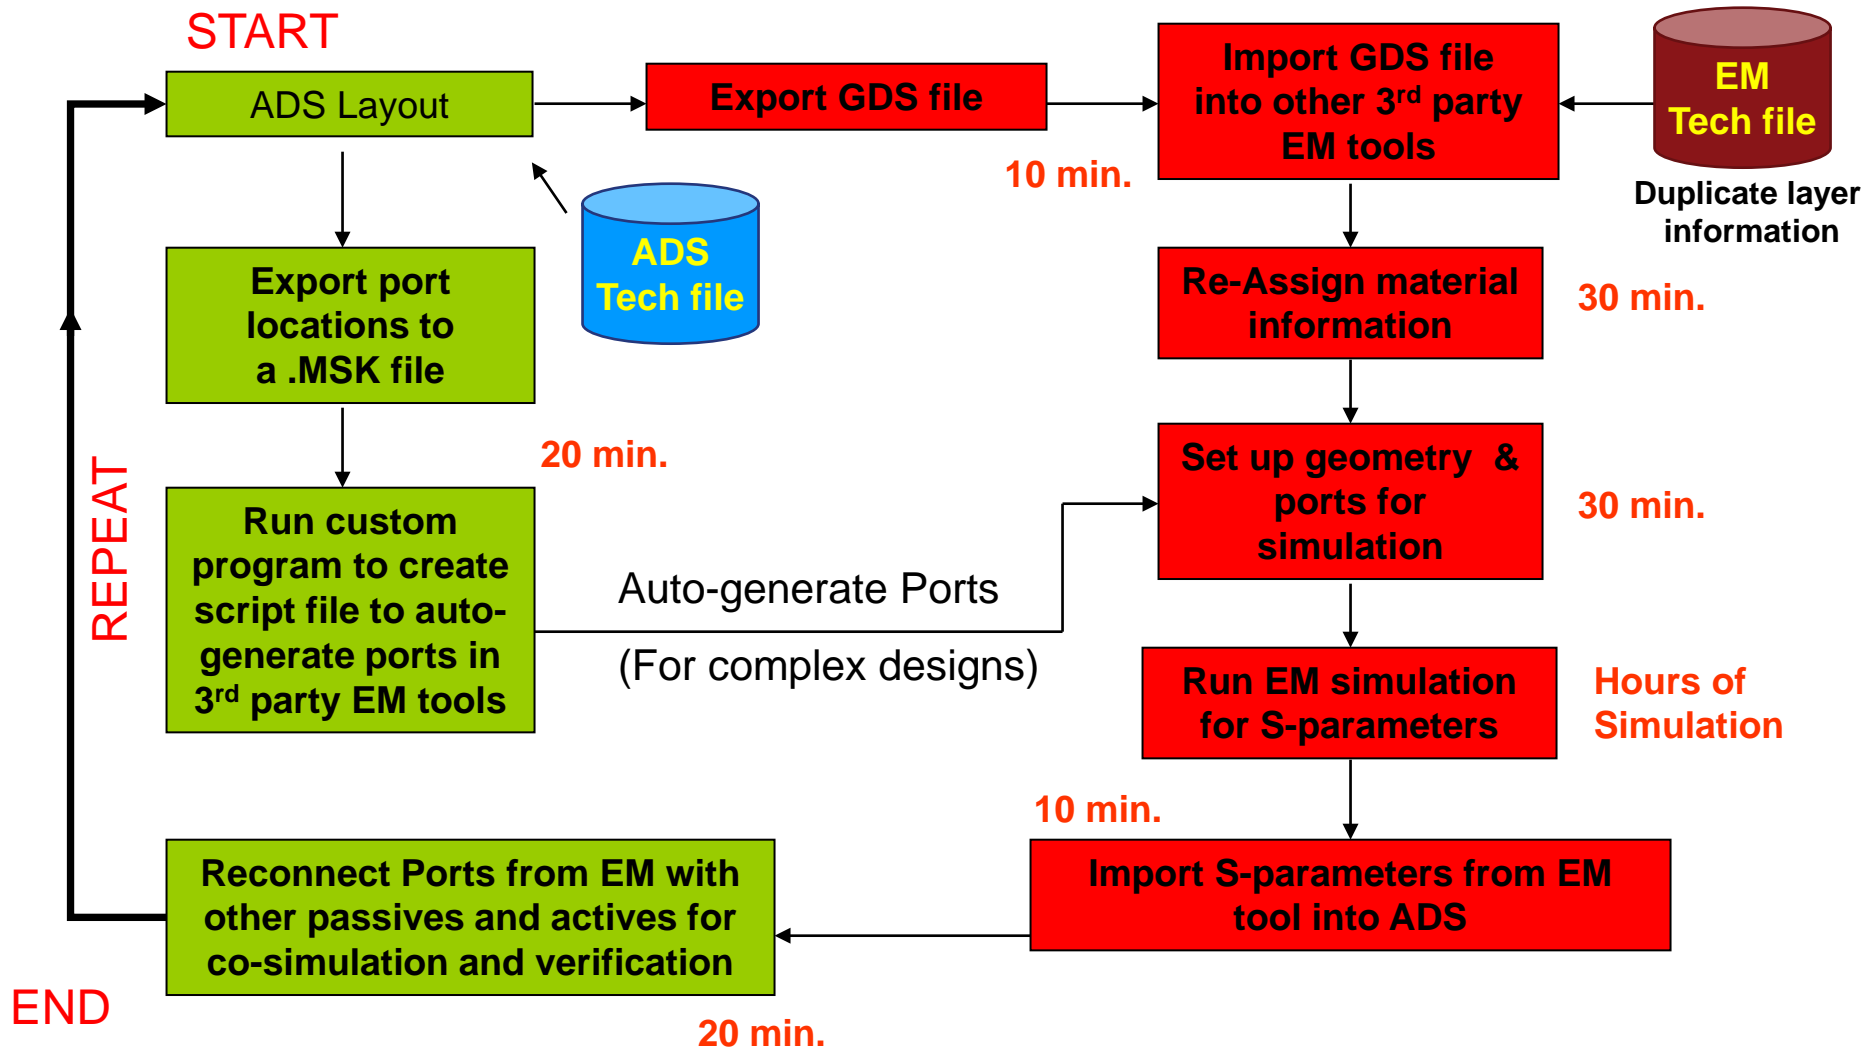 START
ADS Layout
Export GDS file
Import GDS file
into other 3rd party
EM tools
EM
Tech file
10 min.
Duplicate layer
information
ADS
Tech file
Export port
locations to
a .MSK file
Re-Assign material
information
30 min.
20 min.
REPEAT
Run custom
program to create
script file to auto-
generate ports in
3rd party EM tools
Set up geometry &
ports for
simulation
30 min.
Auto-generate Ports
(For complex designs)
Run EM simulation
for S-parameters
Hours of
Simulation
10 min.
Reconnect Ports from EM with
other passives and actives for
co-simulation and verification
Import S-parameters from EM
tool into ADS
END
20 min.